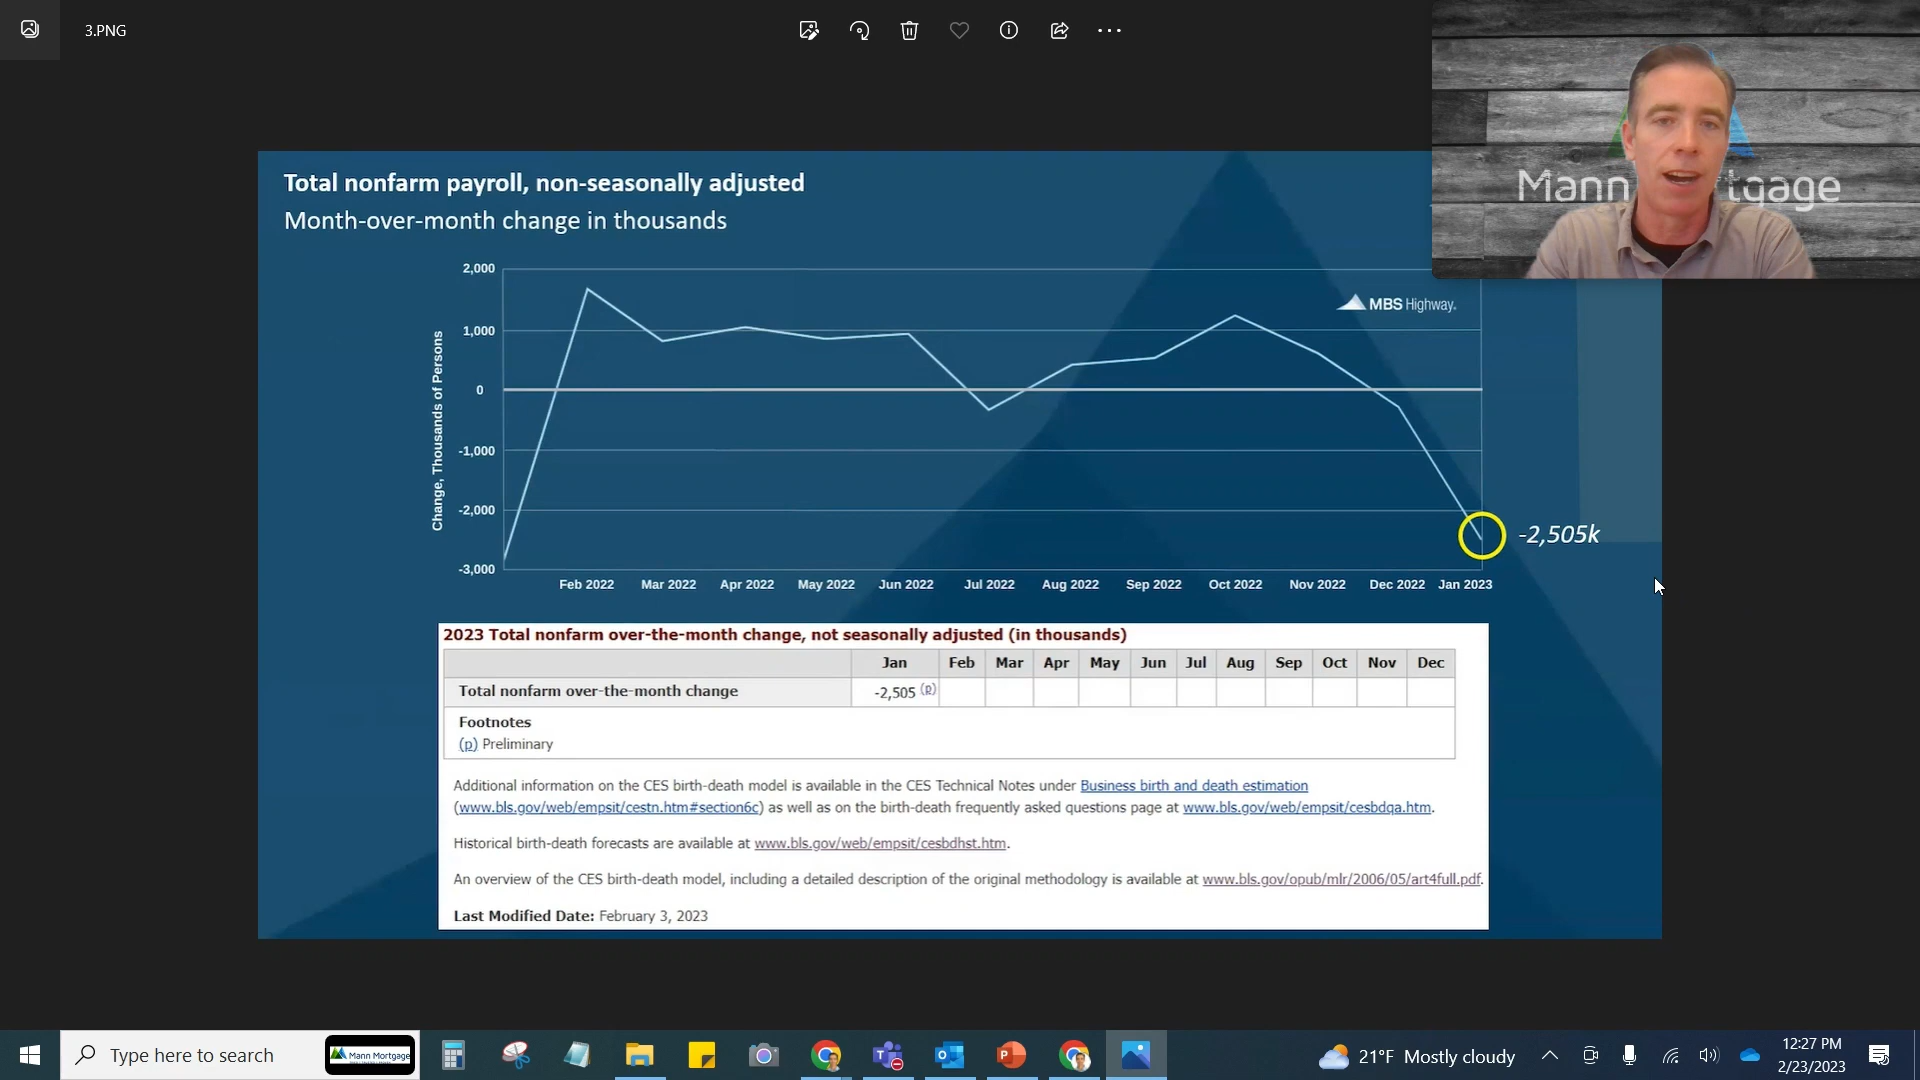 3.PNG
Mann Mortgage
Total nonfarm payroll, non-seasonally adjusted
Month-over-month change in thousands
MBS Highway
Change, Thousands of Persons
2,000
1,000
0
-1,000
-2,000
-3,000
-2,505k
Feb 2022 Mar 2022 Apr 2022 May 2022 Jun 2022 Jul 2022 Aug 2022 Sep 2022 Oct 2022 Nov 2022 Dec 2022 Jan 2023
2023 Total nonfarm over-the-month change, not seasonally adjusted (in thousands)
Jan Feb Mar Apr May Jun Jul Aug Sep Oct Nov Dec
Total nonfarm over-the-month change -2,505 (p)
Footnotes
(p) Preliminary
Additional information on the CES birth-death model is available in the CES Technical Notes under Business birth and death estimation
(www.bls.gov/web/empsit/cestn.htm#section6c) as well as on the birth-death frequently asked questions page at www.bls.gov/web/empsit/cesbdqa.htm.
Historical birth-death forecasts are available at www.bls.gov/web/empsit/cesbdhst.htm.
An overview of the CES birth-death model, including a detailed description of the original methodology is available at www.bls.gov/opub/mlr/2006/05/art4full.pdf.
Last Modified Date: February 3, 2023
Type here to search
Mann Mortgage
21°F Mostly cloudy
12:27 PM
2/23/2023